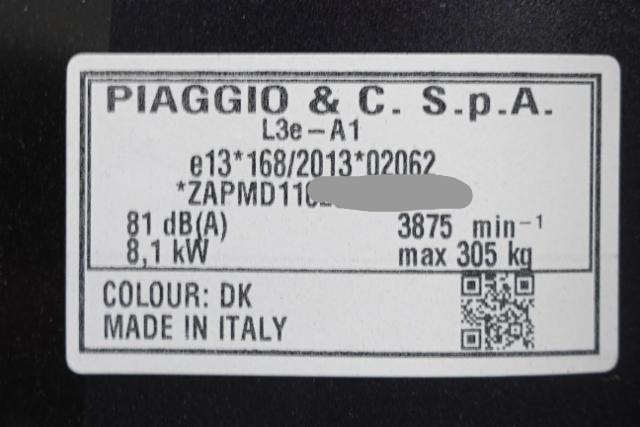 PIAGGIO & C. S.p.A.
L3e-A1
e13*168/2013*02062
*ZAPMD110
81 dB(A) 3875 min⁻¹
8,1 kW max 305 kg
COLOUR: DK
MADE IN ITALY